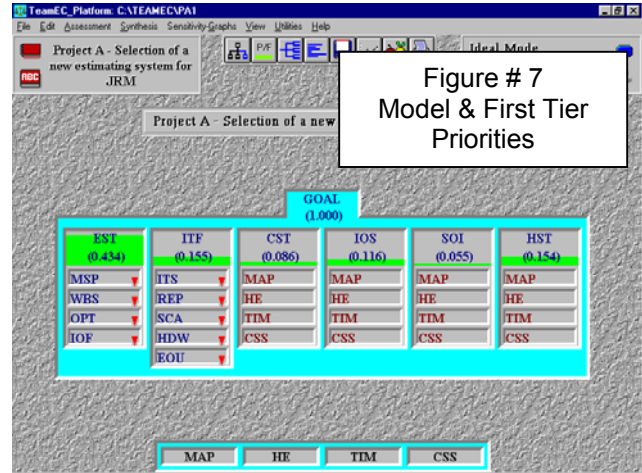 TeamEC_Platform: C:\TEAMEC\PA1
File Edit Assessment Synthesis Sensitivity-Graphs View Utilities Help
Project A - Selection of a
new estimating system for
JRM
ABC
P/F
Ideal Mode
Figure # 7
Model & First Tier
Priorities
Project A - Selection of a new
GOAL
(1.000)
EST ITF CST IOS SOI HST
(0.434) (0.155) (0.086) (0.116) (0.055) (0.154)
MSP ITS MAP MAP MAP MAP
WBS REP HE HE HE HE
OPT SCA TIM TIM TIM TIM
IOF HDW CSS CSS CSS CSS
EOU
MAP HE TIM CSS